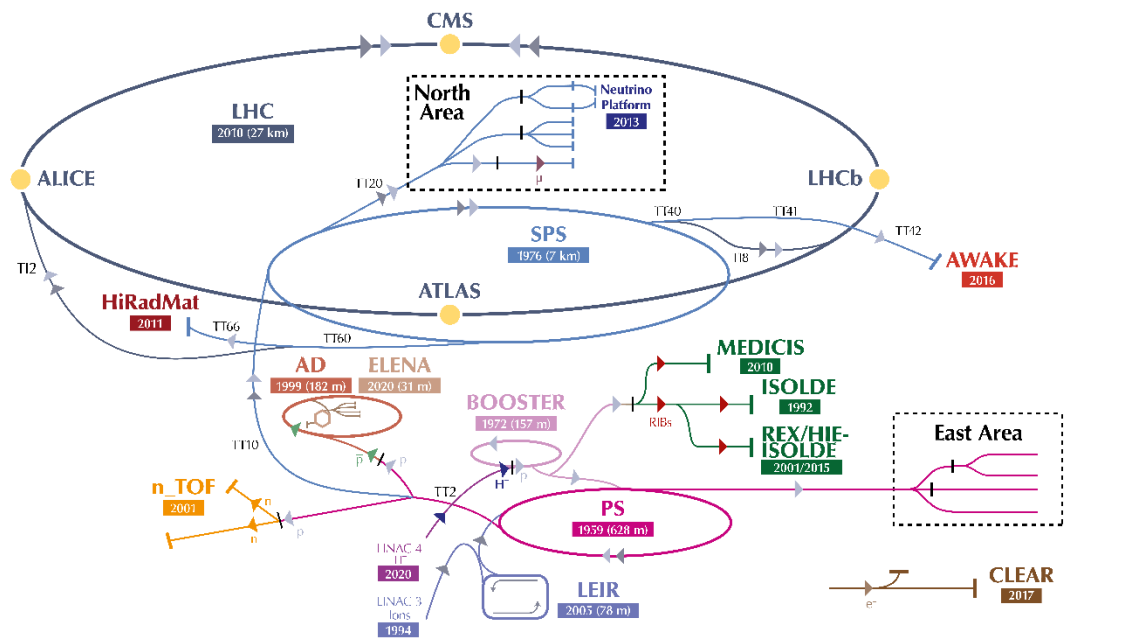 CMS
North
Area
Neutrino
Platform
2013
LHC
2010 (27 km)
ALICE
LHCb
μ
TT20
TT40
TT41
TT42
SPS
1976 (7 km)
TI8
AWAKE
2016
TI2
ATLAS
HiRadMat
2011
TT66
TT60
MEDICIS
2010
AD
1999 (182 m)
ELENA
2020 (31 m)
ISOLDE
1992
BOOSTER
1972 (157 m)
RIBs
REX/HIE-
ISOLDE
2001/2015
East Area
TT10
p̅
p
H⁻
p
n_TOF
2001
TT2
n
n
p
PS
1959 (628 m)
LINAC 4
H⁻
2020
LINAC 3
Ions
1994
LEIR
2005 (78 m)
CLEAR
2017
e⁻